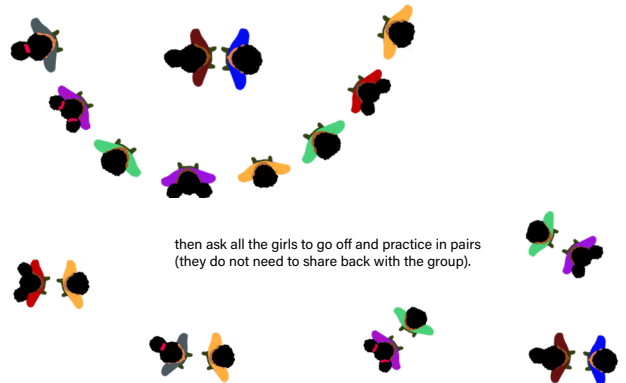 then ask all the girls to go off and practice in pairs
(they do not need to share back with the group).